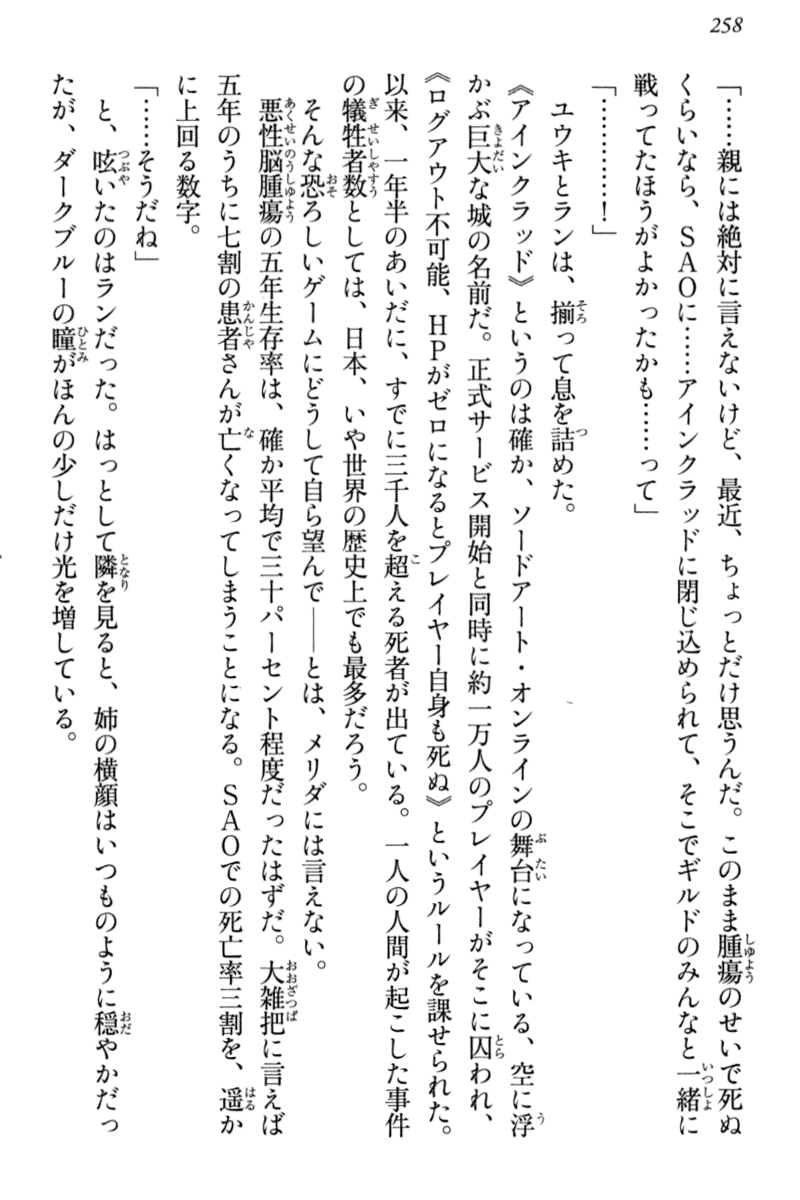 258
「……親には絶対に言えないけど、最近、ちょっとだけ思うんだ。このまま腫瘍のせいで死ぬ
くらいなら、SAOに……アインクラッドに閉じ込められて、そこでギルドのみんなと一緒に
戦ってたほうがよかったかも……って」
「…………！」
ユウキとランは、揃って息を詰めた。
《アインクラッド》というのは確か、ソードアート・オンラインの舞台になっている、空に浮
かぶ巨大な城の名前だ。正式サービス開始と同時に約一万人のプレイヤーがそこに囚われ、
《ログアウト不可能、HPがゼロになるとプレイヤー自身も死ぬ》というルールを課せられた。
以来、一年半のあいだに、すでに三千人を超える死者が出ている。一人の人間が起こした事件
の犠牲者数としては、日本、いや世界の歴史上でも最多だろう。
そんな恐ろしいゲームにどうして自ら望んで――とは、メリダには言えない。
悪性脳腫瘍の五年生存率は、確か平均で三十パーセント程度だったはずだ。大雑把に言えば
五年のうちに七割の患者さんが亡くなってしまうことになる。SAOでの死亡率三割を、遥か
に上回る数字。
「……そうだね」
と、呟いたのはランだった。はっとして隣を見ると、姉の横顔はいつものように穏やかだっ
たが、ダークブルーの瞳がほんの少しだけ光を増している。